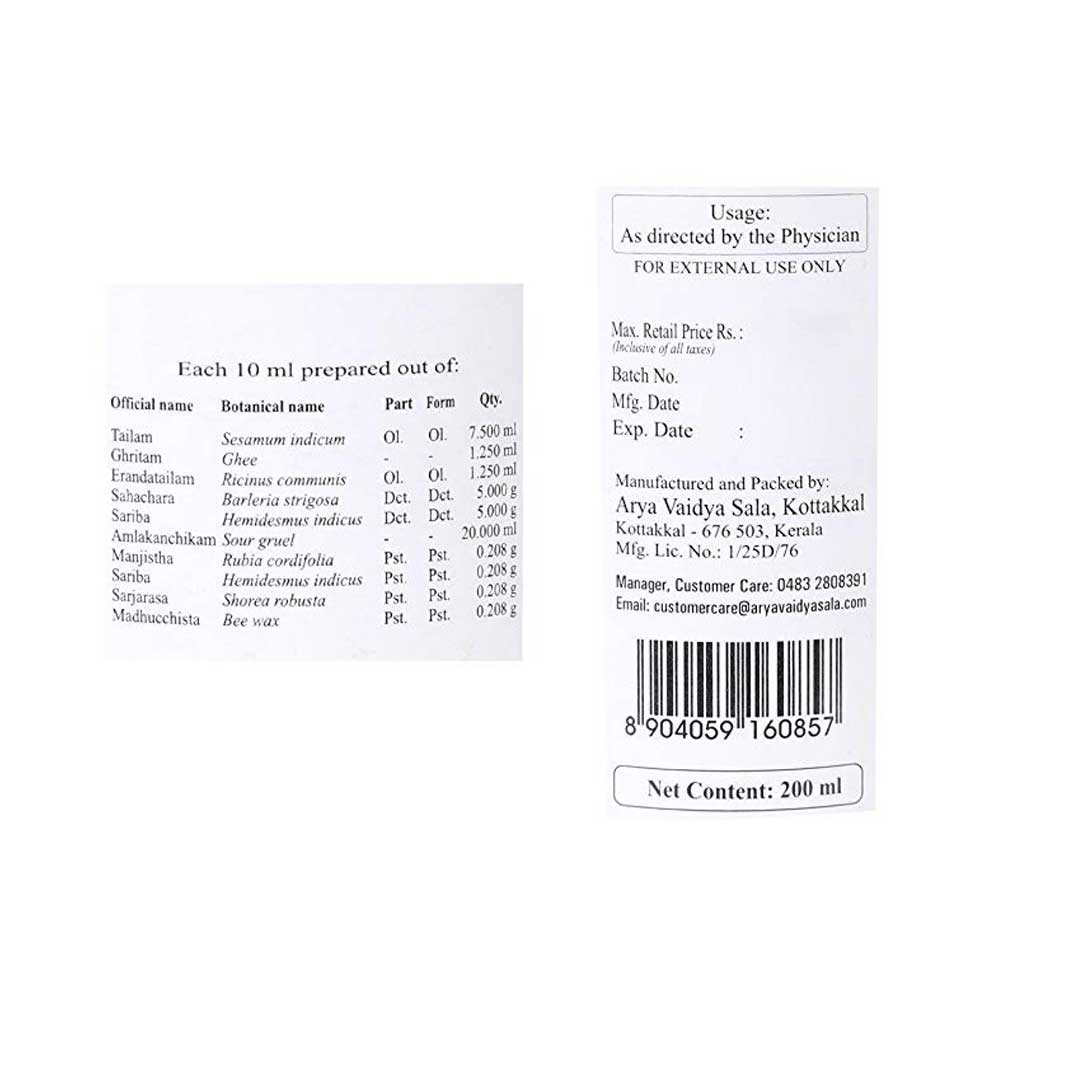 Each 10 ml prepared out of:
Official name Botanical name Part Form Qty.
Tailam Sesamum indicum Ol. Ol. 7.500 ml
Ghritam Ghee - - 1.250 ml
Erandatailam Ricinus communis Ol. Ol. 1.250 ml
Sahachara Barleria strigosa Dct. Dct. 5.000 g
Sariba Hemidesmus indicus Dct. Dct. 5.000 g
Amlakanchikam Sour gruel - - 20.000 ml
Manjistha Rubia cordifolia Pst. Pst. 0.208 g
Sariba Hemidesmus indicus Pst. Pst. 0.208 g
Sarjarasa Shorea robusta Pst. Pst. 0.208 g
Madhucchista Bee wax Pst. Pst. 0.208 g
Usage:
As directed by the Physician
FOR EXTERNAL USE ONLY
Max. Retail Price Rs. :
(Inclusive of all taxes)
Batch No.
Mfg. Date
Exp. Date :
Manufactured and Packed by:
Arya Vaidya Sala, Kottakkal
Kottakkal - 676 503, Kerala
Mfg. Lic. No.: 1/25D/76
Manager, Customer Care: 0483 2808391
Email: customercare@aryavaidyasala.com
8 904059 160857
Net Content: 200 ml